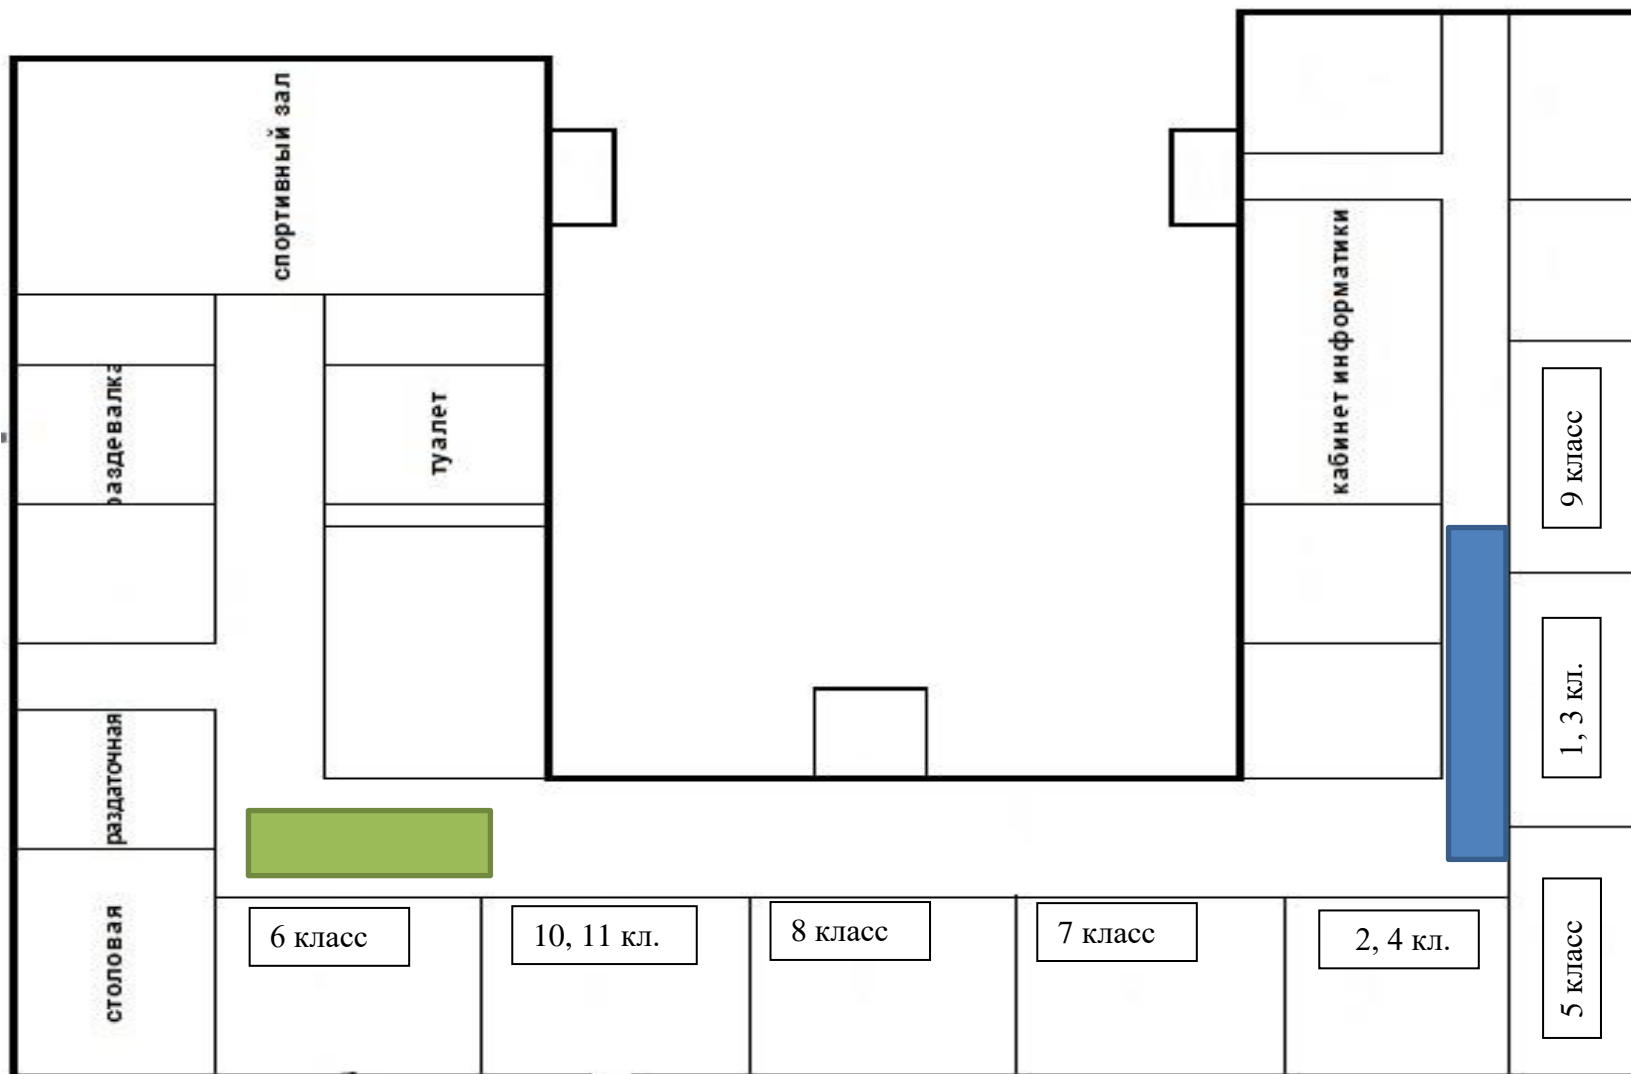 спортивный зал
раздевалка
туалет
раздаточная
столовая
кабинет информатики
9 класс
1, 3 кл.
5 класс
6 класс
10, 11 кл.
8 класс
7 класс
2, 4 кл.